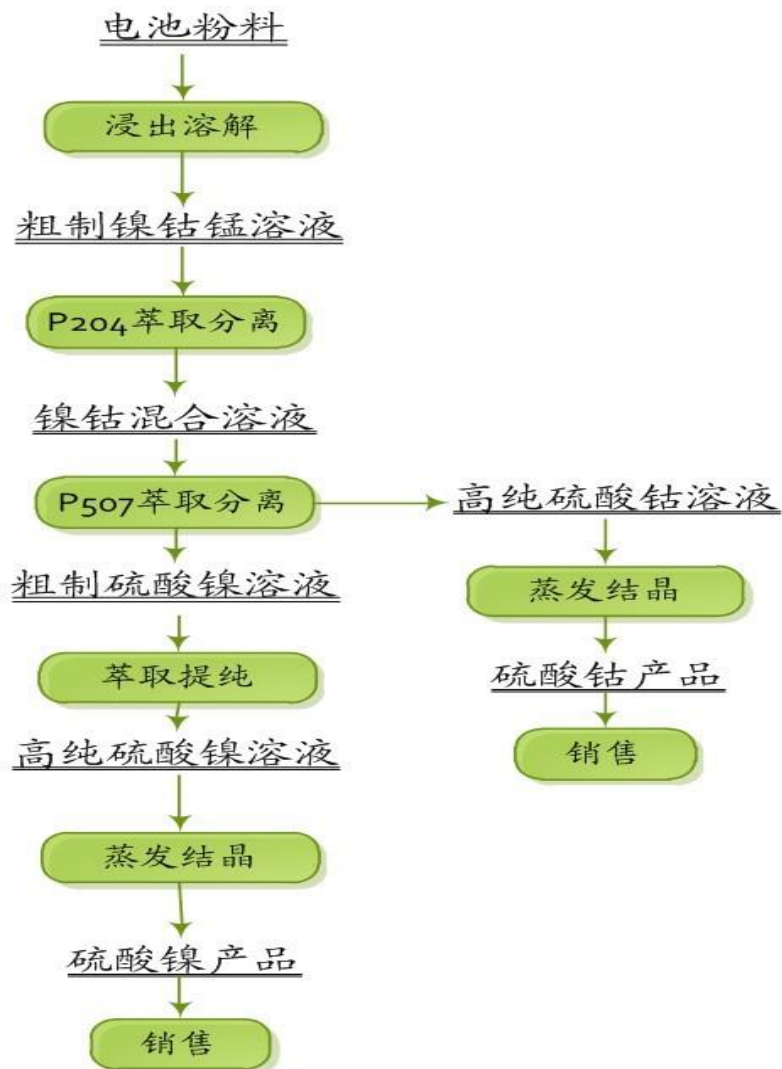 电池粉料
浸出溶解
粗制镍钴锰溶液
P204萃取分离
镍钴混合溶液
P507萃取分离
高纯硫酸钴溶液
粗制硫酸镍溶液
蒸发结晶
萃取提纯
硫酸钴产品
高纯硫酸镍溶液
销售
蒸发结晶
硫酸镍产品
销售